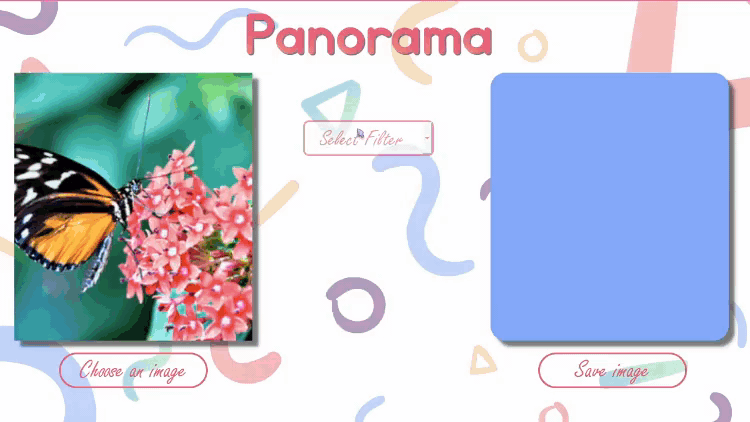 Panorama
Select Filter
Choose an image
Save image